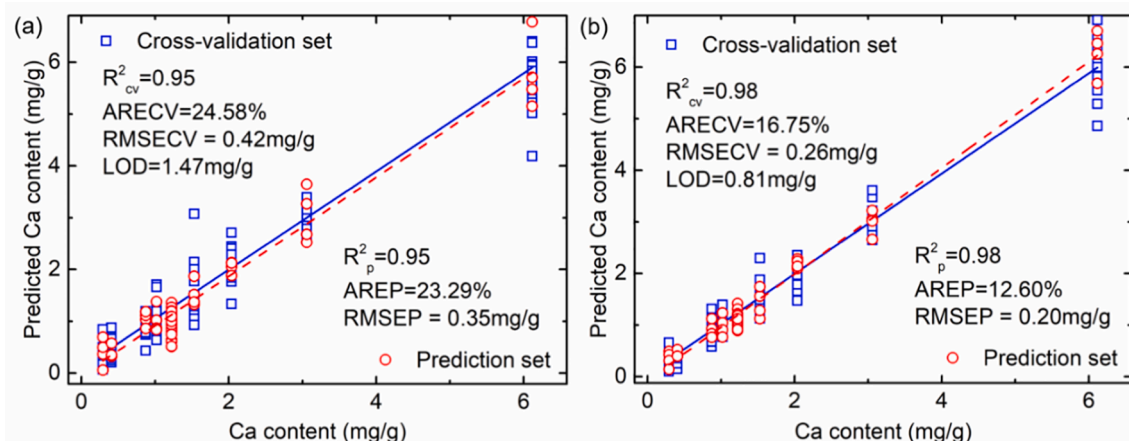 (a)
Cross-validation set
R²cv=0.95
ARECV=24.58%
RMSECV = 0.42mg/g
LOD=1.47mg/g
R²p=0.95
AREP=23.29%
RMSEP = 0.35mg/g
Prediction set
Predicted Ca content (mg/g)
6
4
2
0
0 2 4 6
Ca content (mg/g)
(b)
Cross-validation set
R²cv=0.98
ARECV=16.75%
RMSECV = 0.26mg/g
LOD=0.81mg/g
R²p=0.98
AREP=12.60%
RMSEP = 0.20mg/g
Prediction set
Predicted Ca content (mg/g)
6
4
2
0
0 2 4 6
Ca content (mg/g)